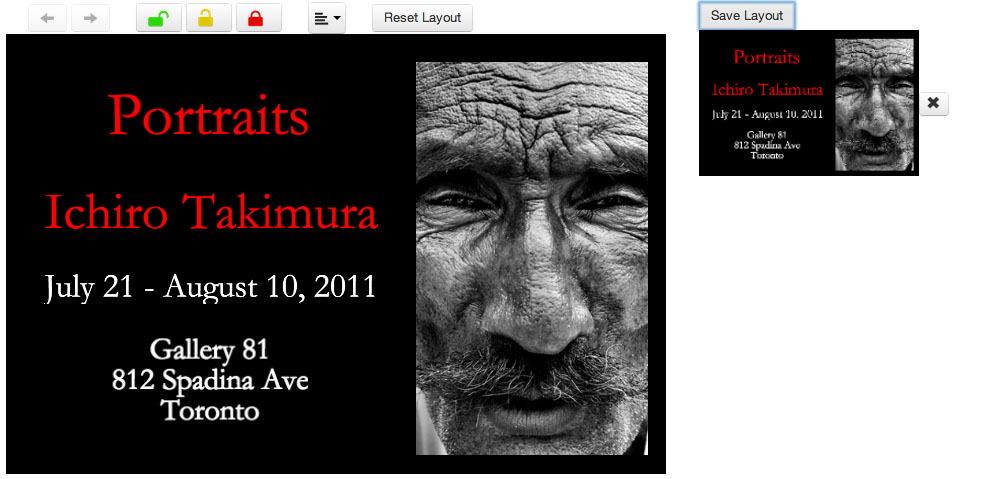 Reset Layout
Save Layout
Portraits
Ichiro Takimura
July 21 - August 10, 2011
Gallery 81
812 Spadina Ave
Toronto
Portraits
Ichiro Takimura
July 21 - August 10, 2011
Gallery 81
812 Spadina Ave
Toronto